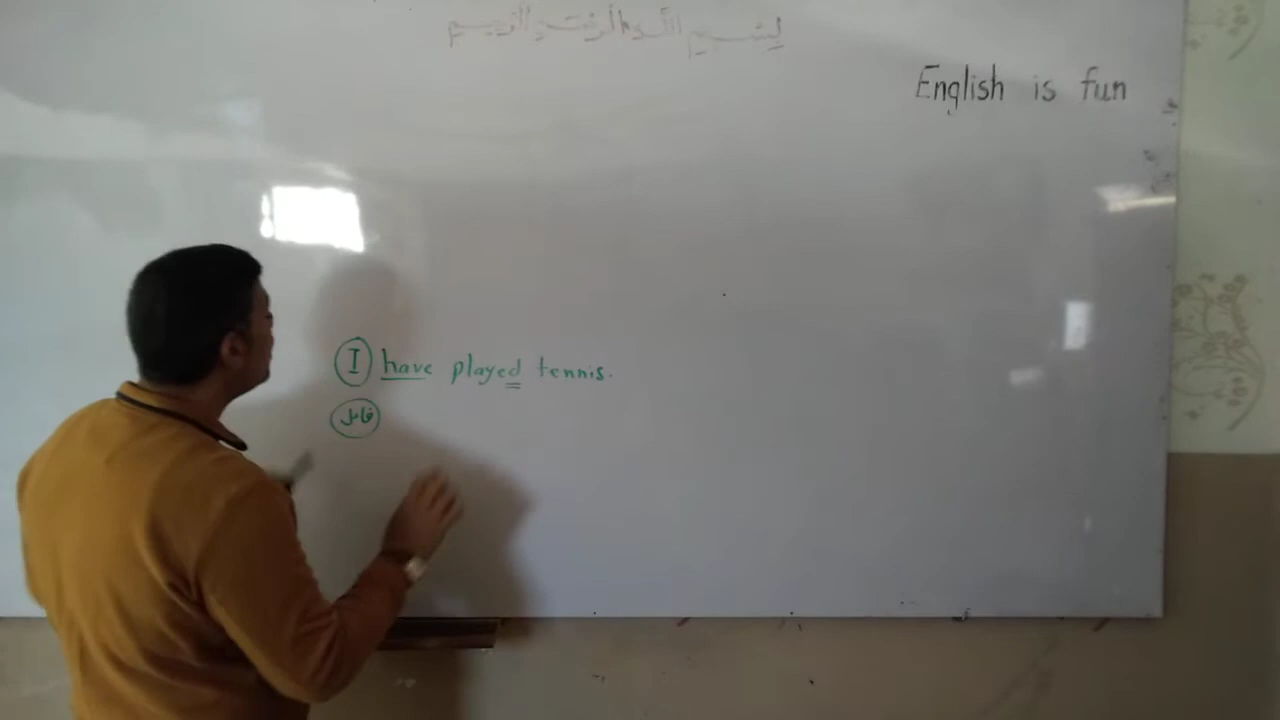 بسم الله الرحمن الرحيم
English is fun
I have played tennis.
فاعل